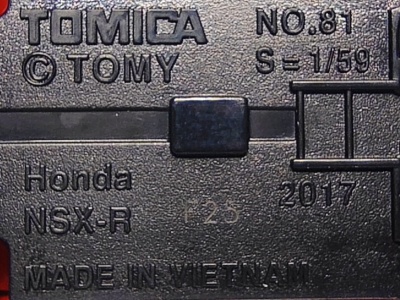 TOMICA NO.81
© TOMY S=1/59
Honda 2017
NSX-R F25
MADE IN VIETNAM